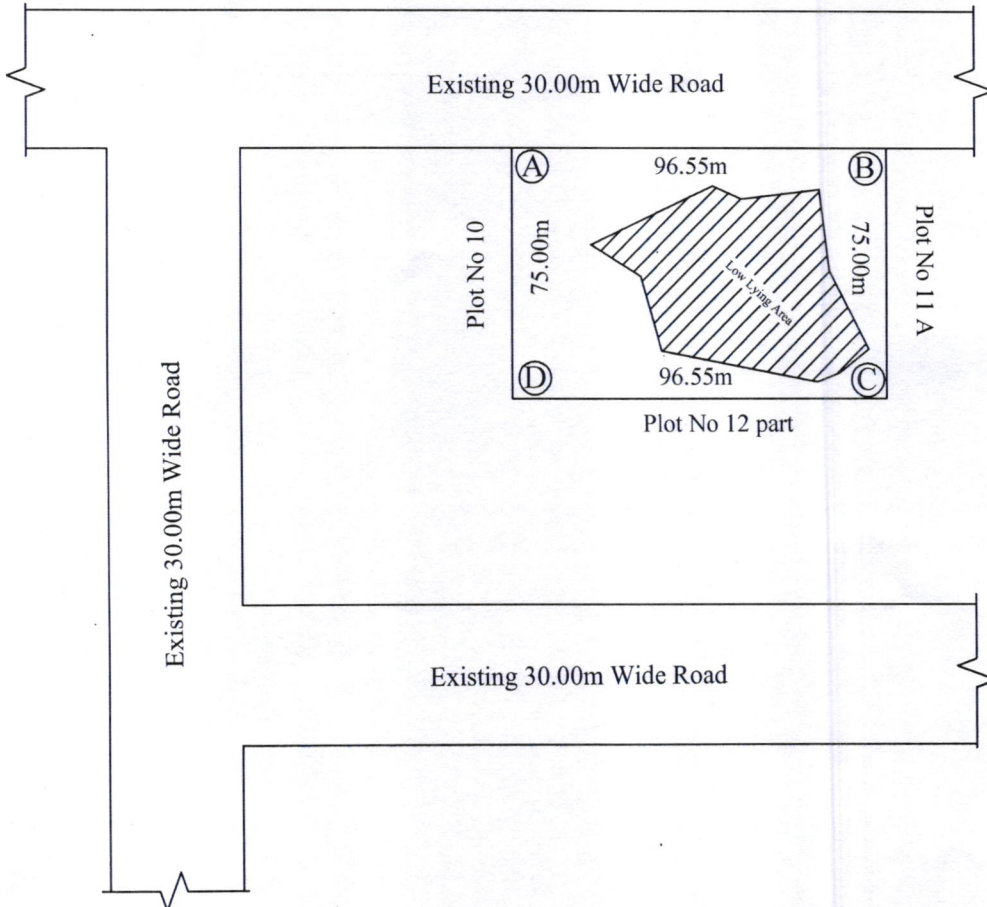 Existing 30.00m Wide Road
A
96.55m
B
Plot No 10
75.00m
75.00m
Plot No 11 A
Low Lying Area
D
96.55m
C
Plot No 12 part
Existing 30.00m Wide Road
Existing 30.00m Wide Road